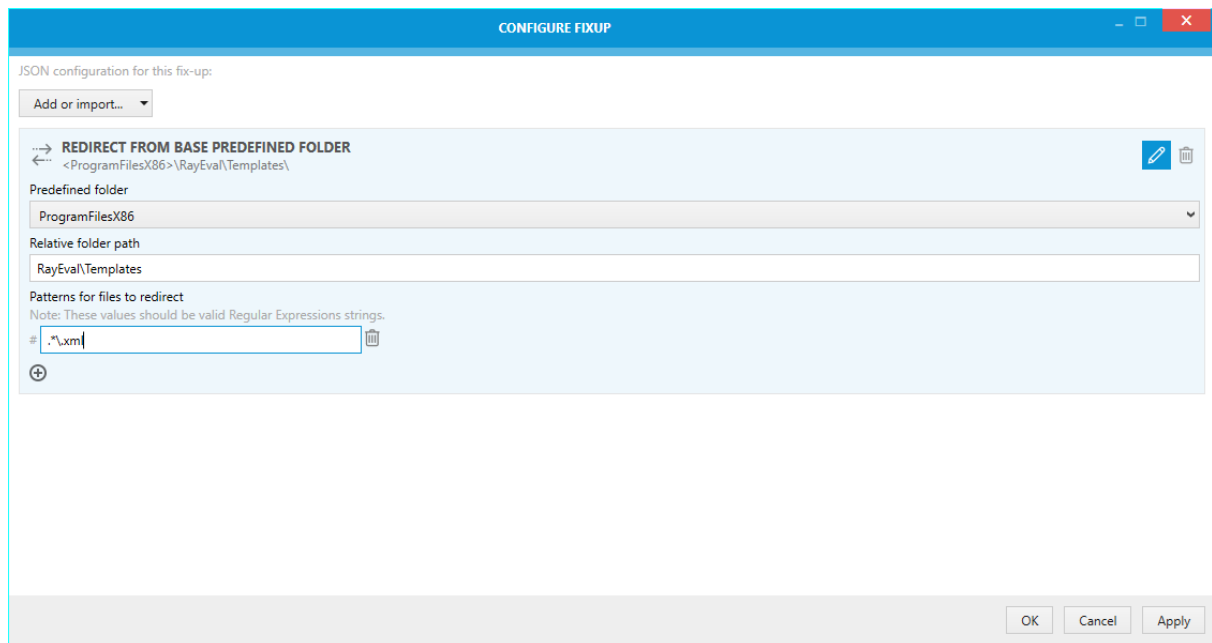 CONFIGURE FIXUP
JSON configuration for this fix-up:
Add or import...
REDIRECT FROM BASE PREDEFINED FOLDER
<ProgramFilesX86>\RayEval\Templates\
Predefined folder
ProgramFilesX86
Relative folder path
RayEval\Templates
Patterns for files to redirect
Note: These values should be valid Regular Expressions strings.
# .*\.xml
OK Cancel Apply